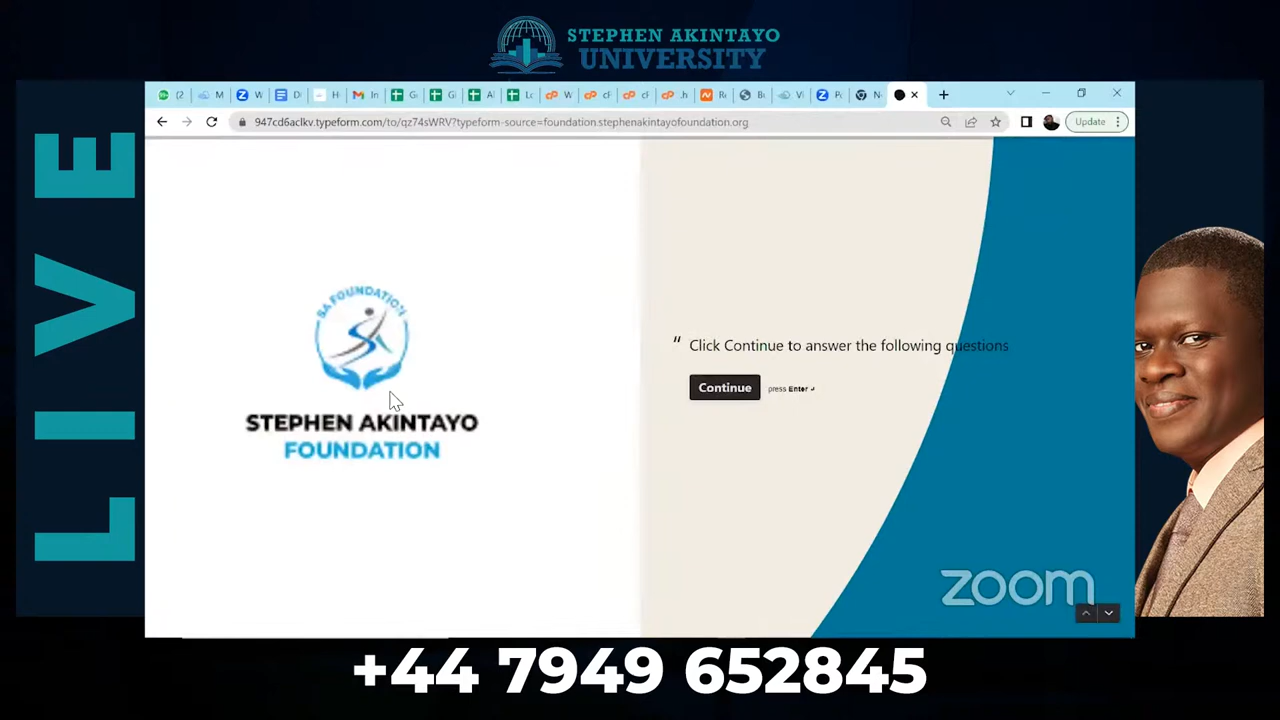 STEPHEN AKINTAYO
UNIVERSITY
LIVE
947cd6aclkv.typeform.com/to/qz74sWRV?typeform-source=foundation.stephenakintayofoundation.org
Update
SA FOUNDATION
STEPHEN AKINTAYO
FOUNDATION
“ Click Continue to answer the following questions
Continue press Enter ↵
zoom
+44 7949 652845